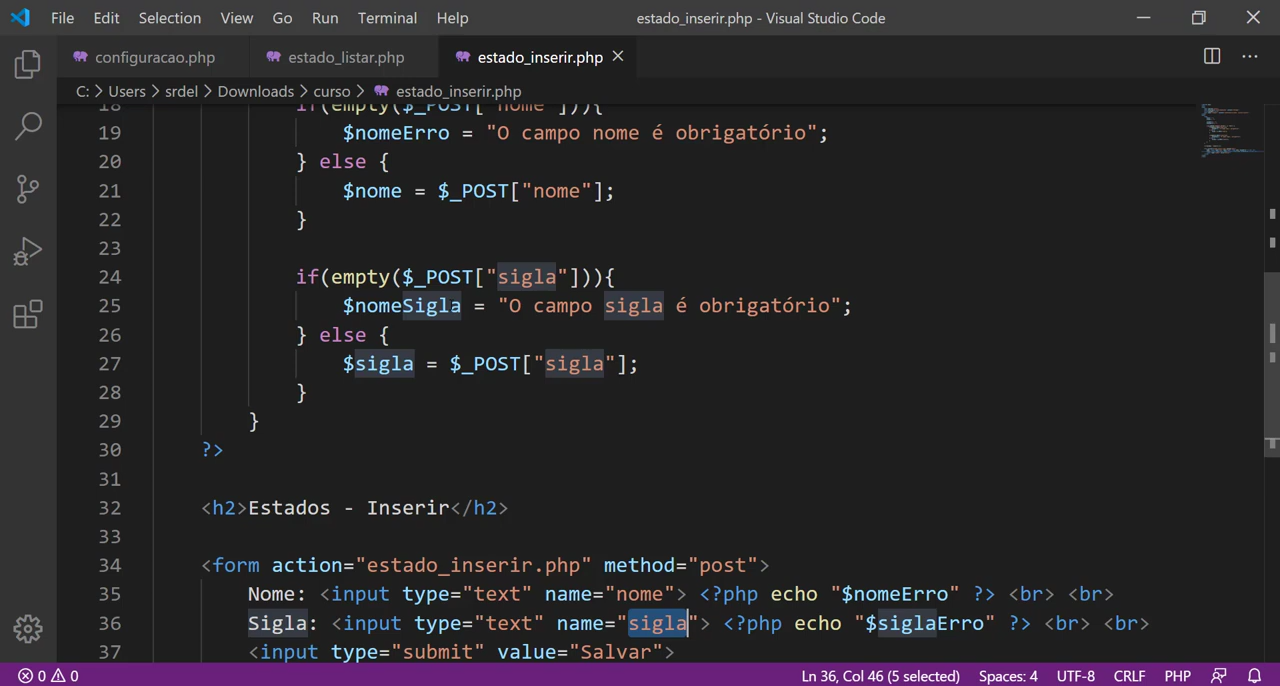 File Edit Selection View Go Run Terminal Help estado_inserir.php - Visual Studio Code
configuracao.php estado_listar.php estado_inserir.php
C: > Users > srdel > Downloads > curso > estado_inserir.php
18 if(empty($_POST["nome"])){
19 $nomeErro = "O campo nome é obrigatório";
20 } else {
21 $nome = $_POST["nome"];
22 }
23
24 if(empty($_POST["sigla"])){
25 $nomeSigla = "O campo sigla é obrigatório";
26 } else {
27 $sigla = $_POST["sigla"];
28 }
29 }
30 ?>
31
32 <h2>Estados - Inserir</h2>
33
34 <form action="estado_inserir.php" method="post">
35 Nome: <input type="text" name="nome"> <?php echo "$nomeErro" ?> <br> <br>
36 Sigla: <input type="text" name="sigla"> <?php echo "$siglaErro" ?> <br> <br>
37 <input type="submit" value="Salvar">
0 0 Ln 36, Col 46 (5 selected) Spaces: 4 UTF-8 CRLF PHP